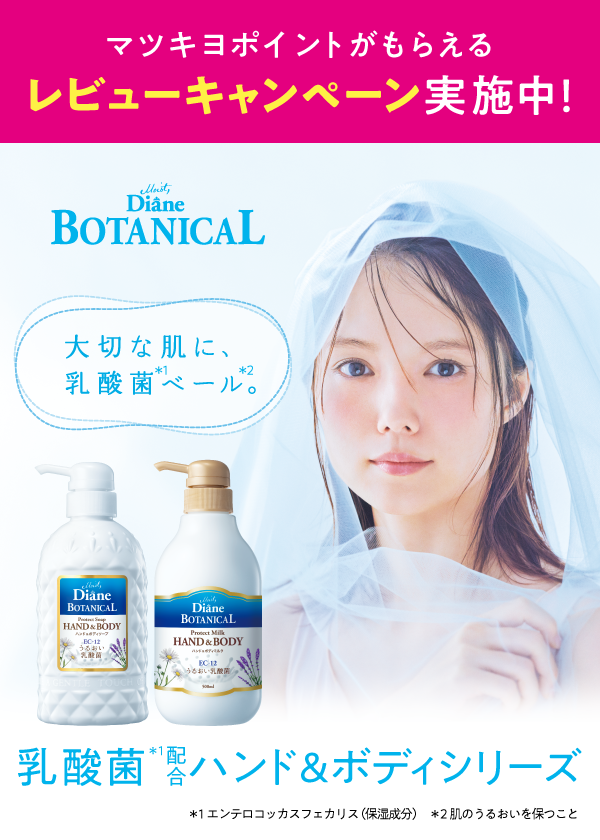 マツキヨポイントがもらえる
レビューキャンペーン実施中!
Moist
Diâne
BOTANICAL
大切な肌に、
乳酸菌*1ベール*2。
Moist
Diâne
BOTANICAL
Protect Soap
HAND & BODY
ハンド&ボディソープ
EC-12
うるおい
乳酸菌
Moist
Diâne
BOTANICAL
Protect Milk
HAND & BODY
ハンド&ボディミルク
EC-12
うるおい乳酸菌
500ml
乳酸菌*1配合ハンド&ボディシリーズ
*1 エンテロコッカスフェカリス(保湿成分) *2 肌のうるおいを保つこと